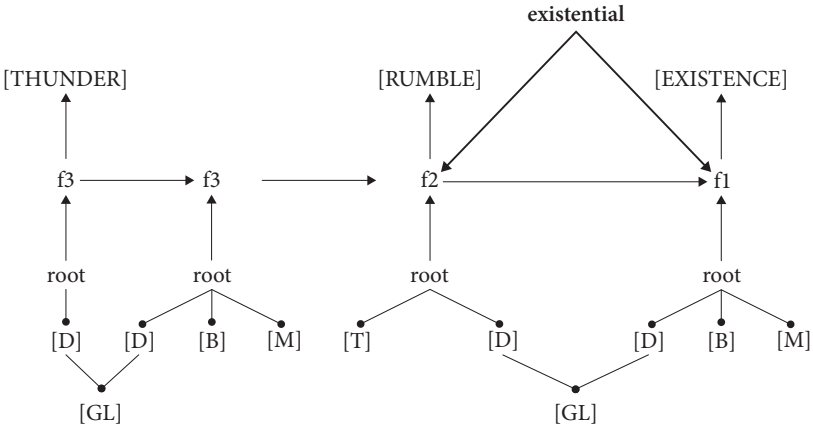 existential
[THUNDER] [RUMBLE] [EXISTENCE]
f3 f3 f2 f1
root root root root
[D] [D] [B] [M] [T] [D] [D] [B] [M]
[GL] [GL]